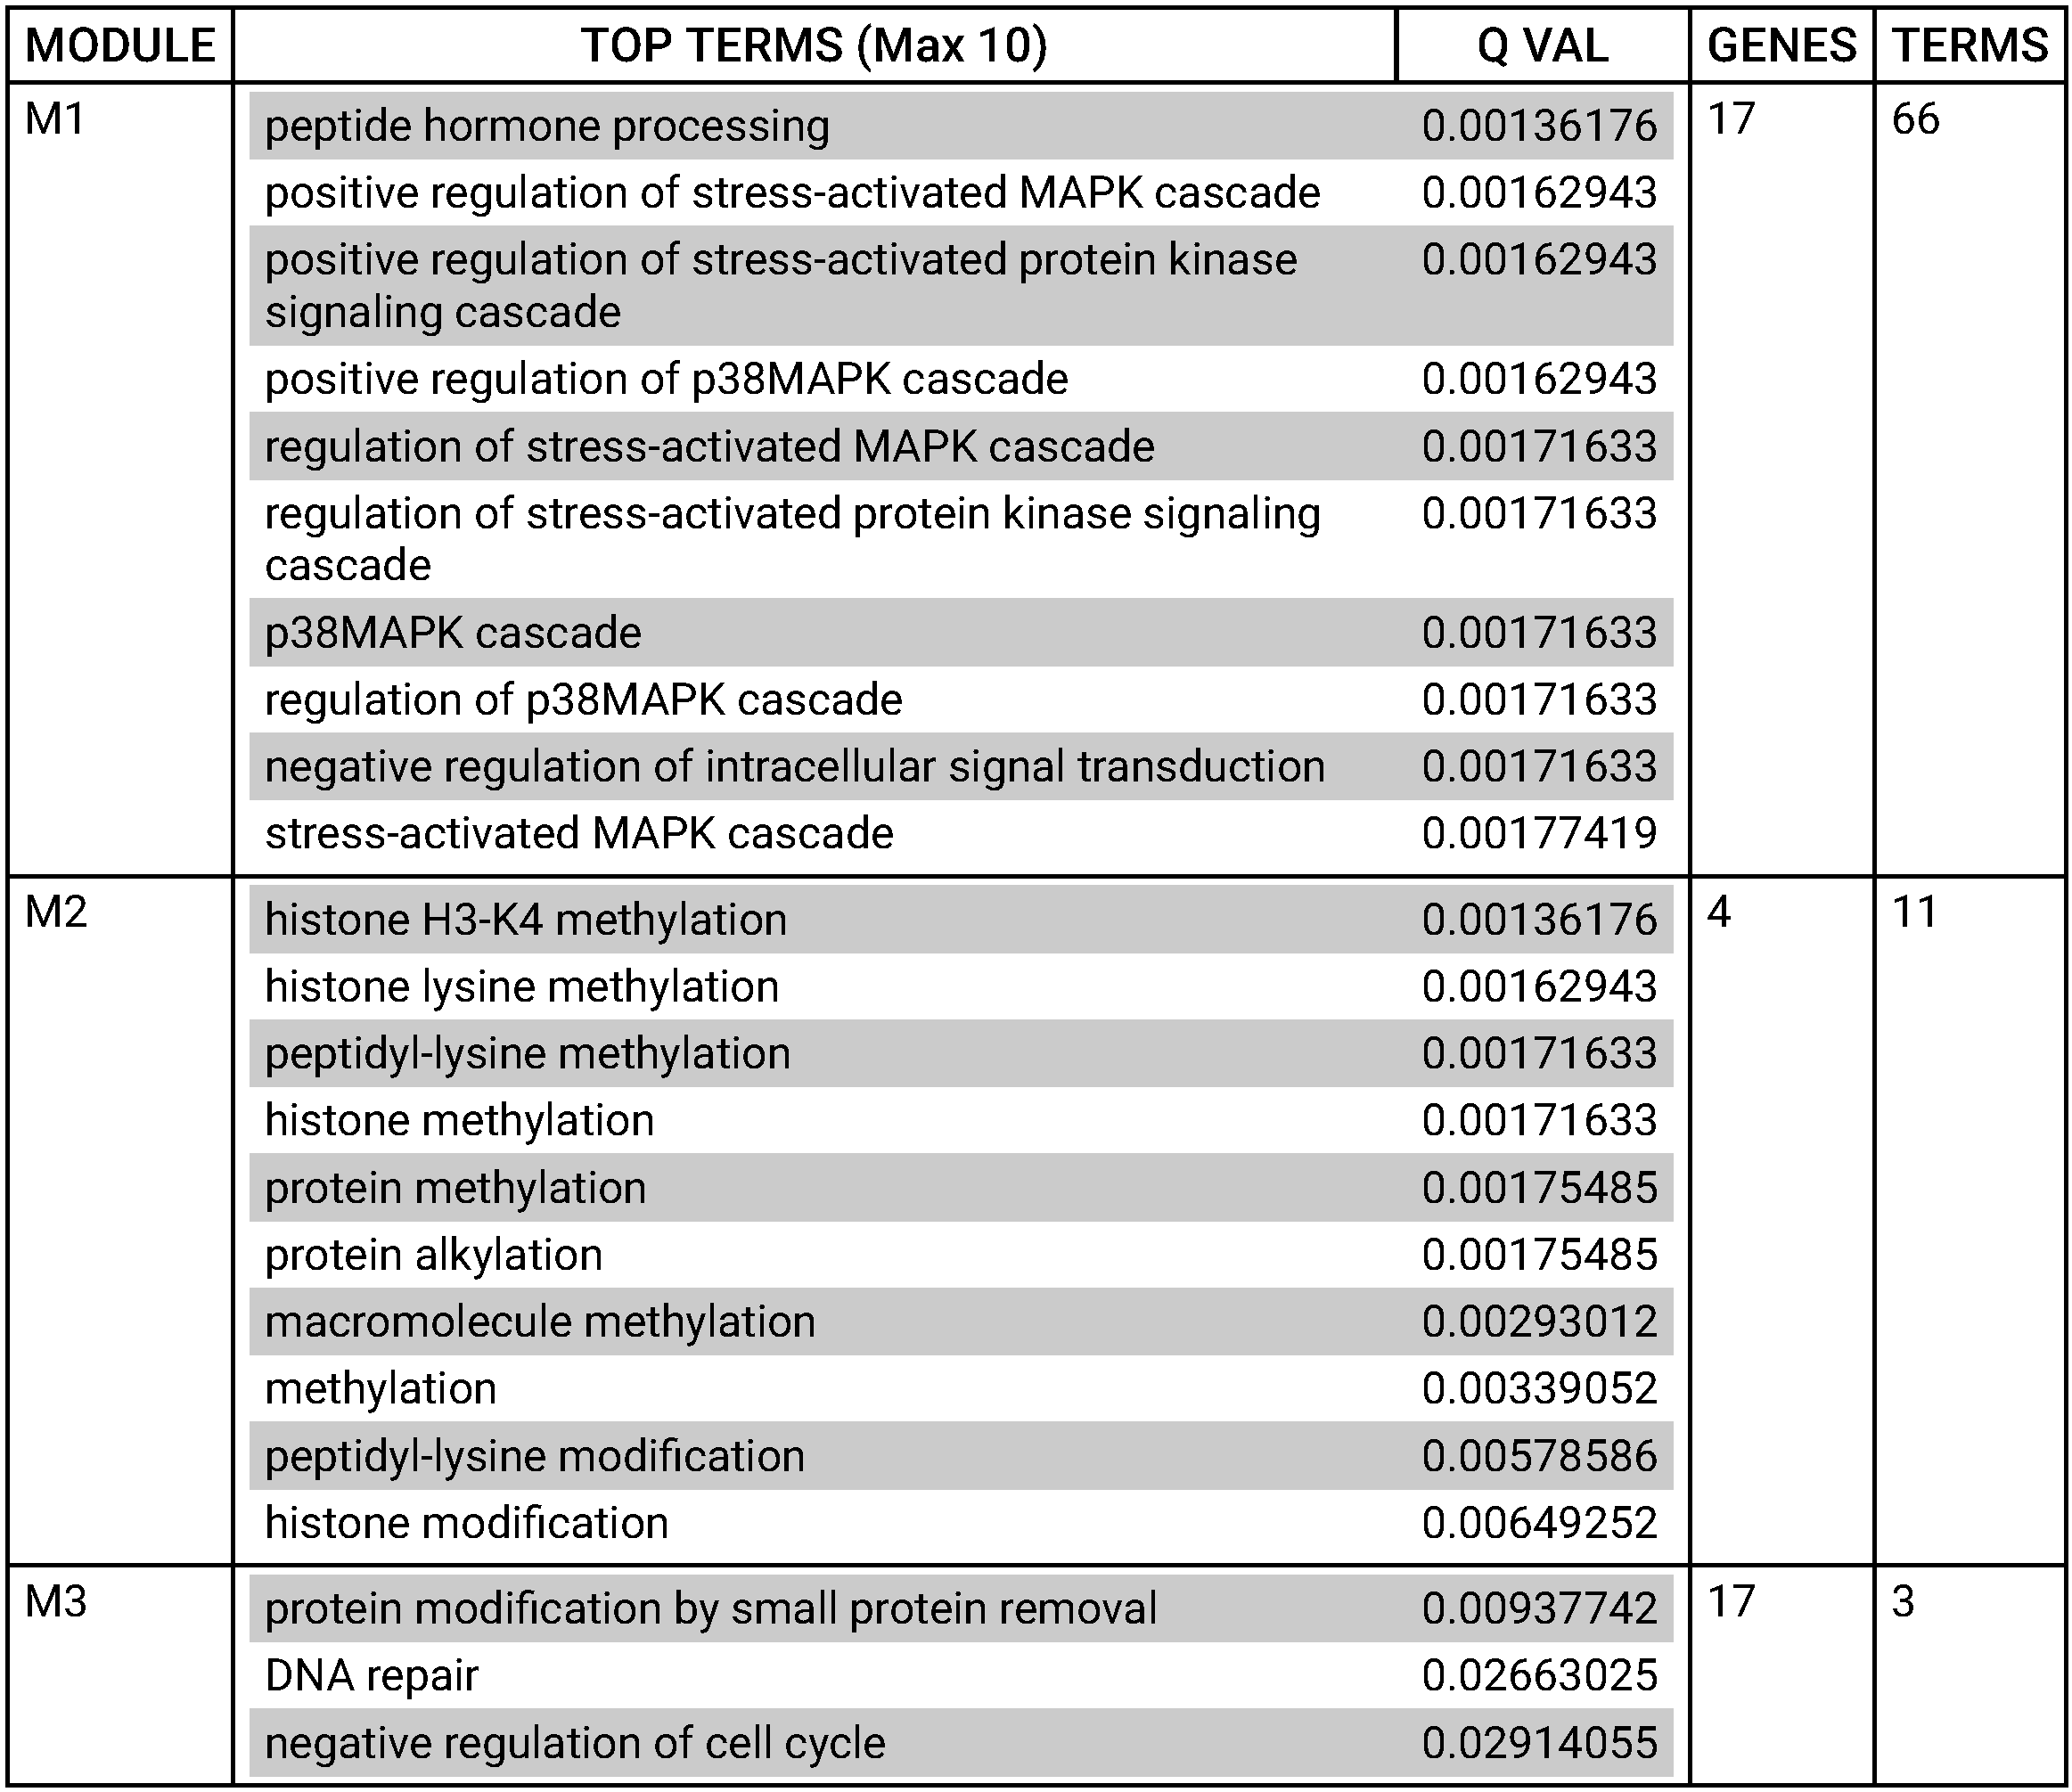 MODULE TOP TERMS (Max 10) Q VAL GENES TERMS
M1 peptide hormone processing 0.00136176 17 66
positive regulation of stress-activated MAPK cascade 0.00162943
positive regulation of stress-activated protein kinase 0.00162943
signaling cascade
positive regulation of p38MAPK cascade 0.00162943
regulation of stress-activated MAPK cascade 0.00171633
regulation of stress-activated protein kinase signaling 0.00171633
cascade
p38MAPK cascade 0.00171633
regulation of p38MAPK cascade 0.00171633
negative regulation of intracellular signal transduction 0.00171633
stress-activated MAPK cascade 0.00177419
M2 histone H3-K4 methylation 0.00136176 4 11
histone lysine methylation 0.00162943
peptidyl-lysine methylation 0.00171633
histone methylation 0.00171633
protein methylation 0.00175485
protein alkylation 0.00175485
macromolecule methylation 0.00293012
methylation 0.00339052
peptidyl-lysine modification 0.00578586
histone modification 0.00649252
M3 protein modification by small protein removal 0.00937742 17 3
DNA repair 0.02663025
negative regulation of cell cycle 0.02914055